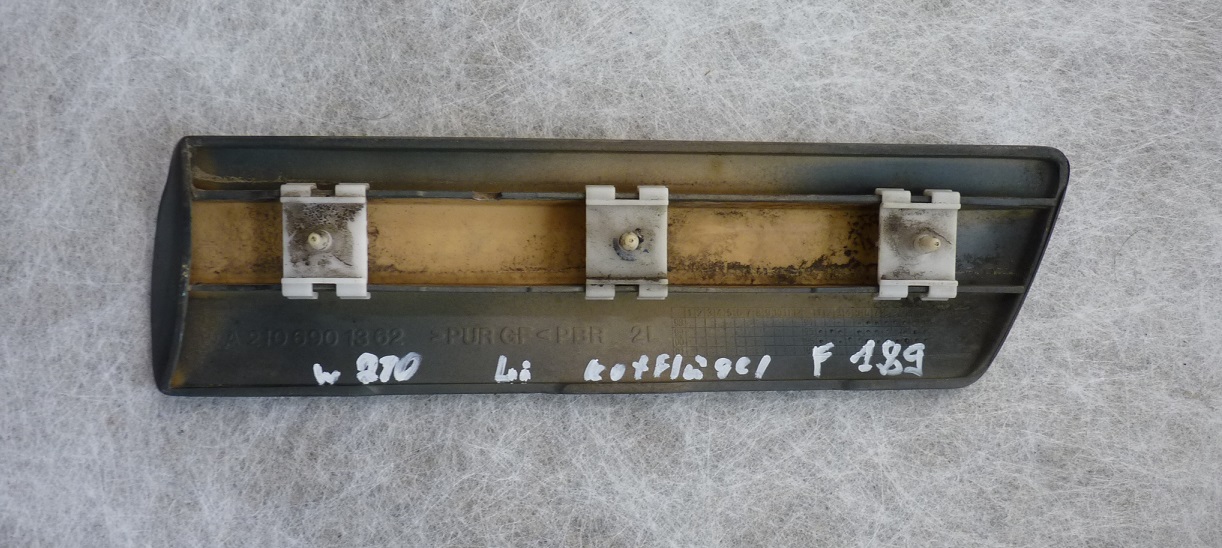 A 210 690 13 62 >PUR GF< PBR 21
W 210 Li Kotflügel F 189